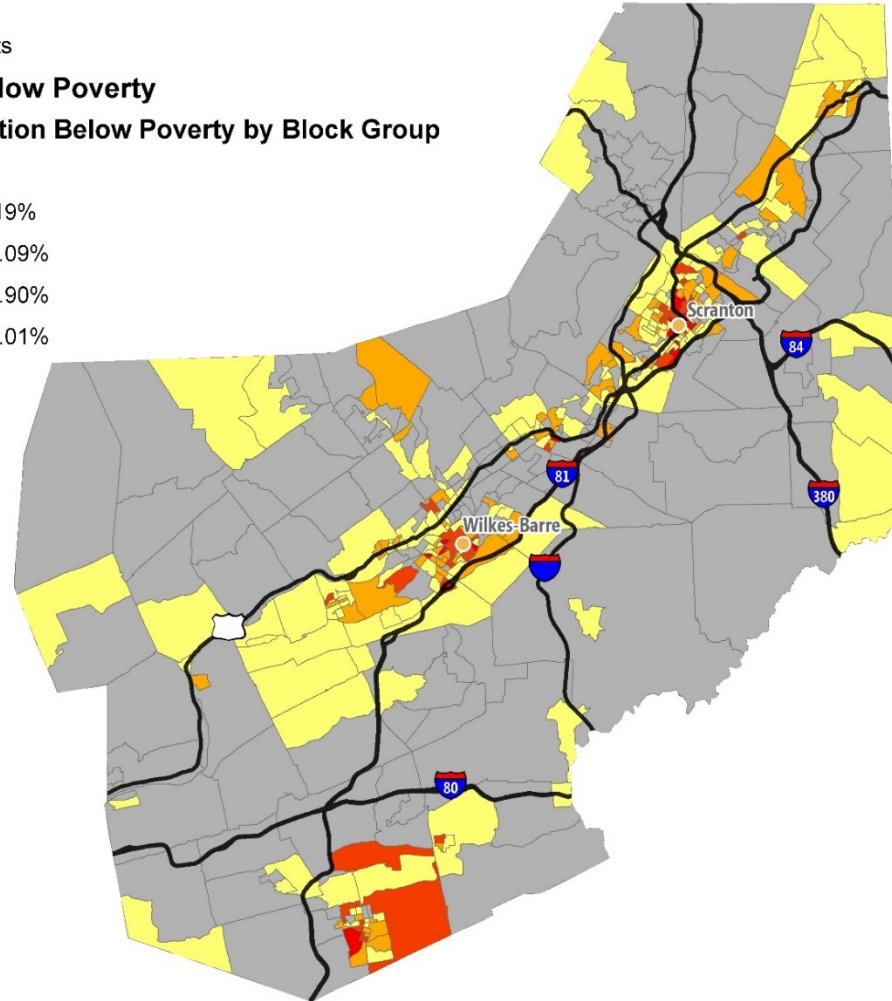 ts
low Poverty
tion Below Poverty by Block Group
19%
.09%
.90%
.01%
Scranton
84
81
380
Wilkes-Barre
80